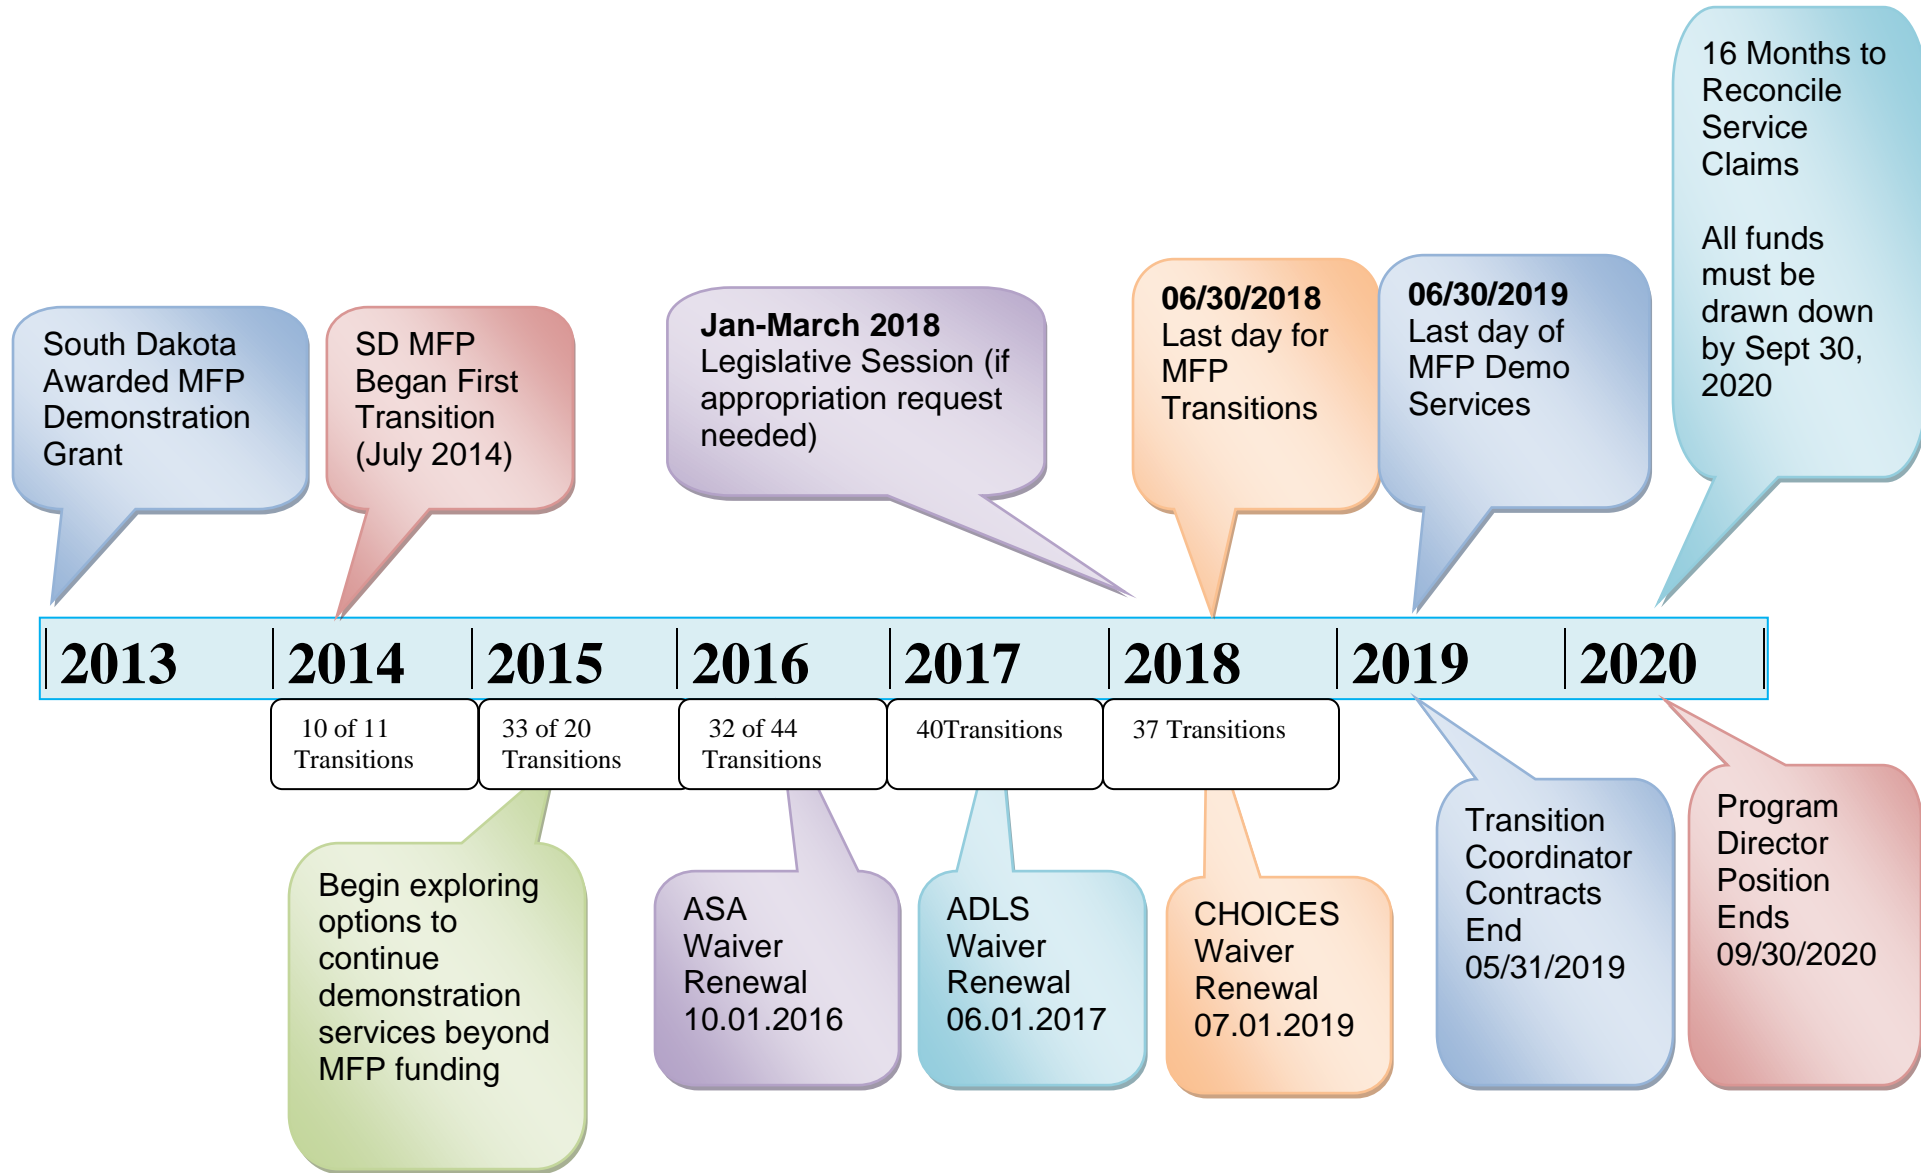 South Dakota
Awarded MFP
Demonstration
Grant
SD MFP
Began First
Transition
(July 2014)
Jan-March 2018
Legislative Session (if
appropriation request
needed)
06/30/2018
Last day for
MFP
Transitions
06/30/2019
Last day of
MFP Demo
Services
16 Months to
Reconcile
Service
Claims
All funds
must be
drawn down
by Sept 30,
2020
2013
2014
2015
2016
2017
2018
2019
2020
10 of 11
Transitions
33 of 20
Transitions
32 of 44
Transitions
40Transitions
37 Transitions
Begin exploring
options to
continue
demonstration
services beyond
MFP funding
ASA
Waiver
Renewal
10.01.2016
ADLS
Waiver
Renewal
06.01.2017
CHOICES
Waiver
Renewal
07.01.2019
Transition
Coordinator
Contracts
End
05/31/2019
Program
Director
Position
Ends
09/30/2020